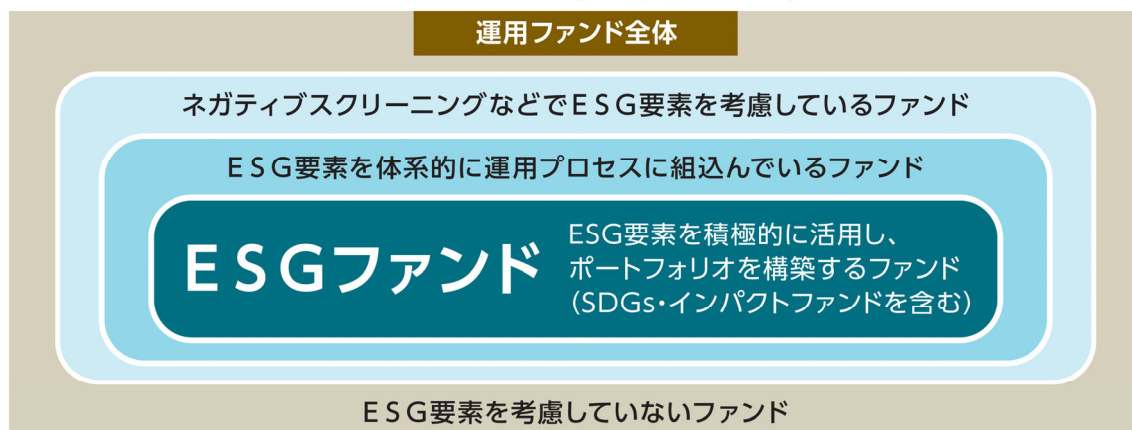 運用ファンド全体
ネガティブスクリーニングなどでESG要素を考慮しているファンド
ESG要素を体系的に運用プロセスに組込んでいるファンド
ESGファンド
ESG要素を積極的に活用し、
ポートフォリオを構築するファンド
(SDGs・インパクトファンドを含む)
ESG要素を考慮していないファンド